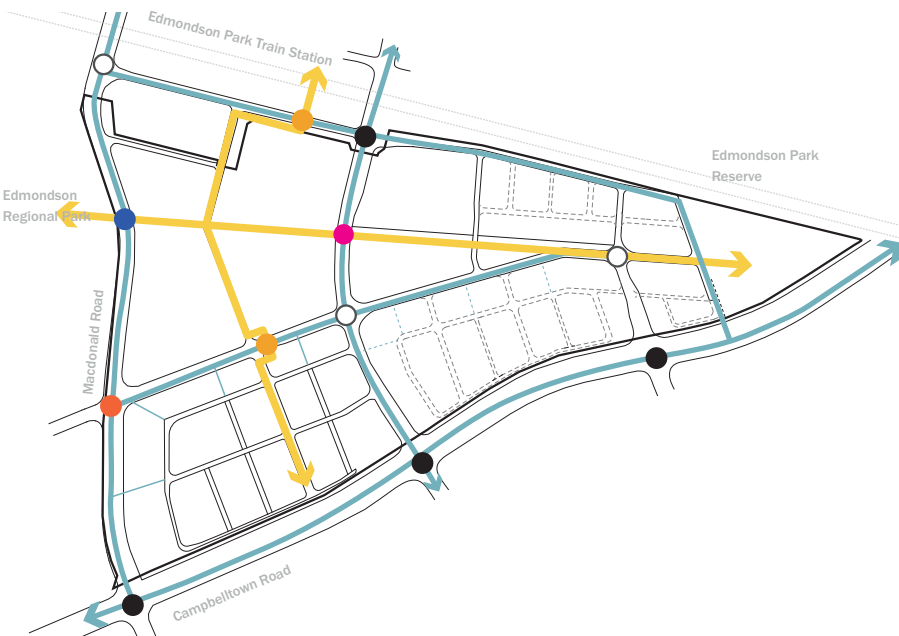 Edmondson Park Train Station
Edmondson Park
Reserve
Edmondson
Regional Park
Macdonald Road
Campbelltown Road